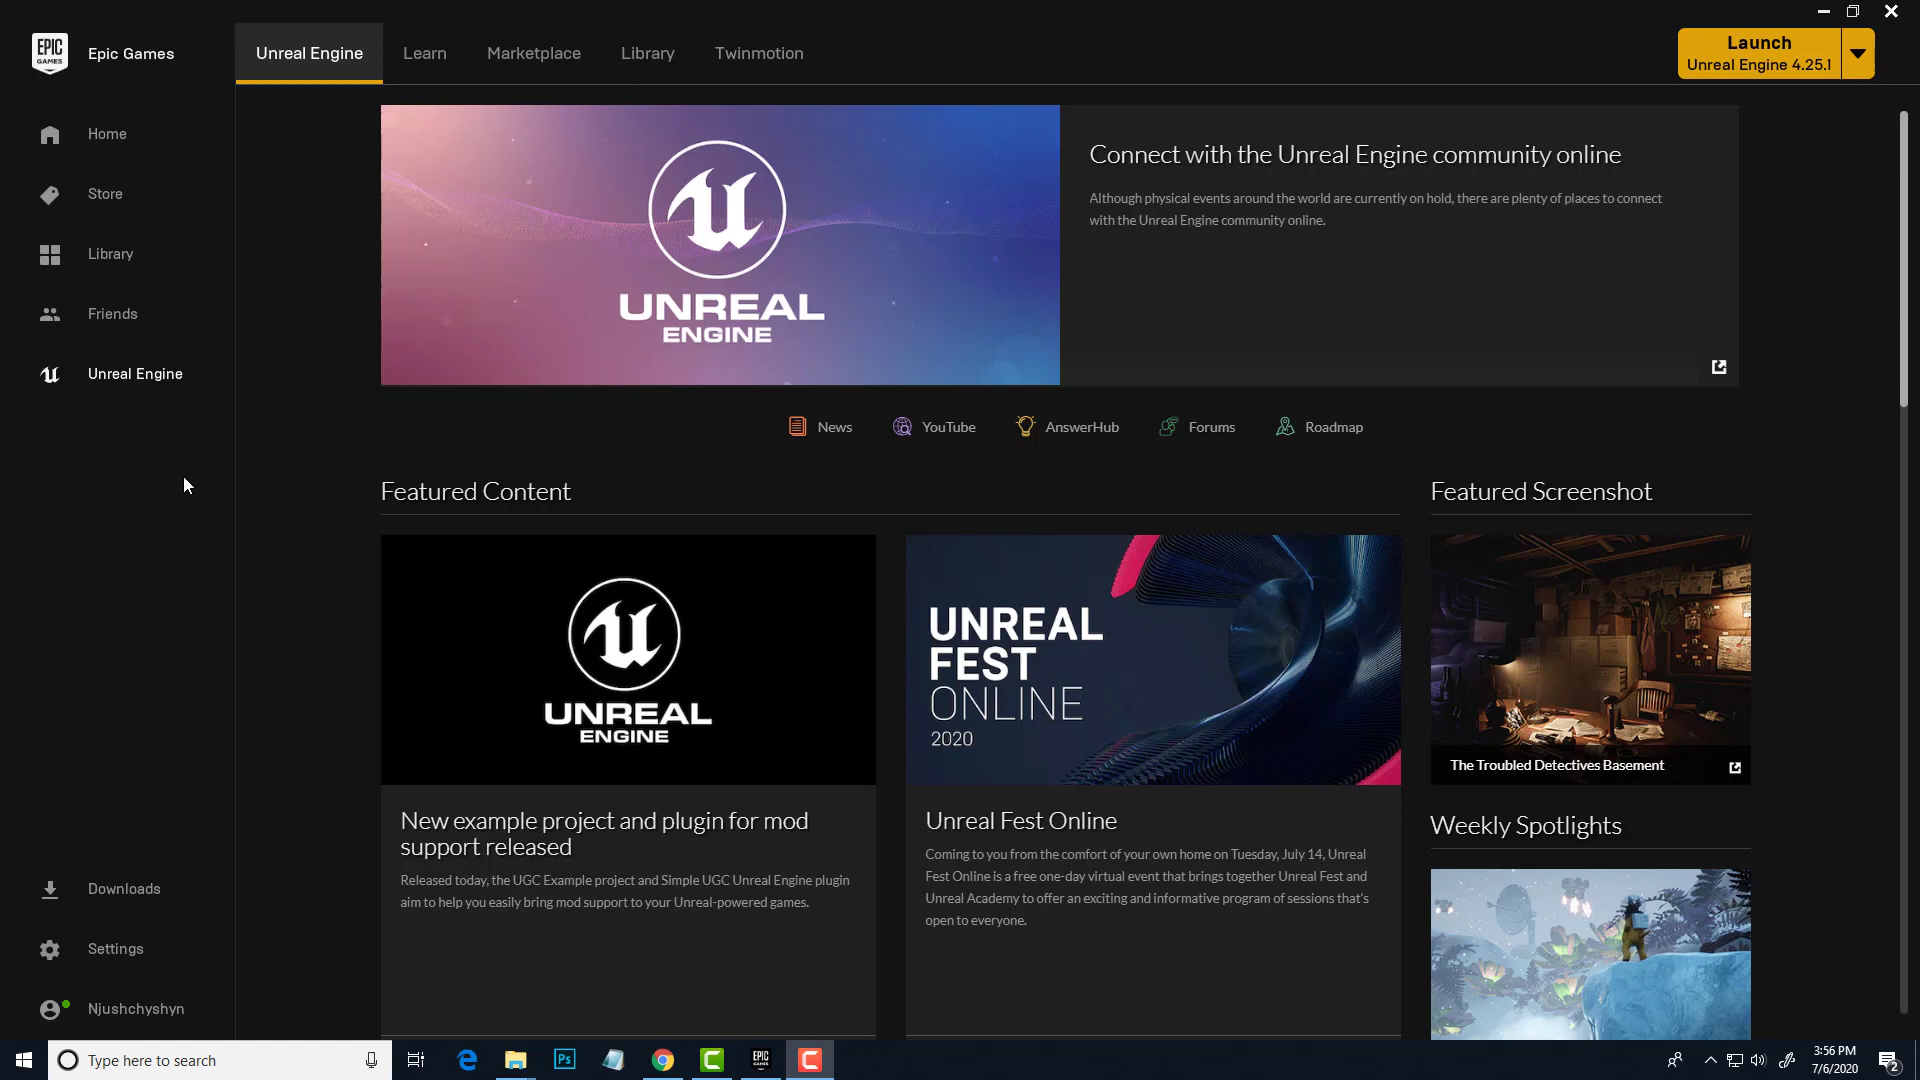 EPIC
GAMES
Epic Games
Unreal Engine
Learn
Marketplace
Library
Twinmotion
Launch
Unreal Engine 4.25.1
Home
Store
Library
Friends
Unreal Engine
UNREAL
ENGINE
Connect with the Unreal Engine community online
Although physical events around the world are currently on hold, there are plenty of places to connect
with the Unreal Engine community online.
News
YouTube
AnswerHub
Forums
Roadmap
Featured Content
Featured Screenshot
UNREAL
ENGINE
UNREAL
FEST
ONLINE
2020
The Troubled Detectives Basement
New example project and plugin for mod
support released
Released today, the UGC Example project and Simple UGC Unreal Engine plugin
aim to help you easily bring mod support to your Unreal-powered games.
Unreal Fest Online
Coming to you from the comfort of your own home on Tuesday, July 14, Unreal
Fest Online is a free one-day virtual event that brings together Unreal Fest and
Unreal Academy to offer an exciting and informative program of sessions that's
open to everyone.
Weekly Spotlights
Downloads
Settings
Njushchyshyn
Type here to search
Ps
EPIC
GAMES
3:56 PM
7/6/2020
2